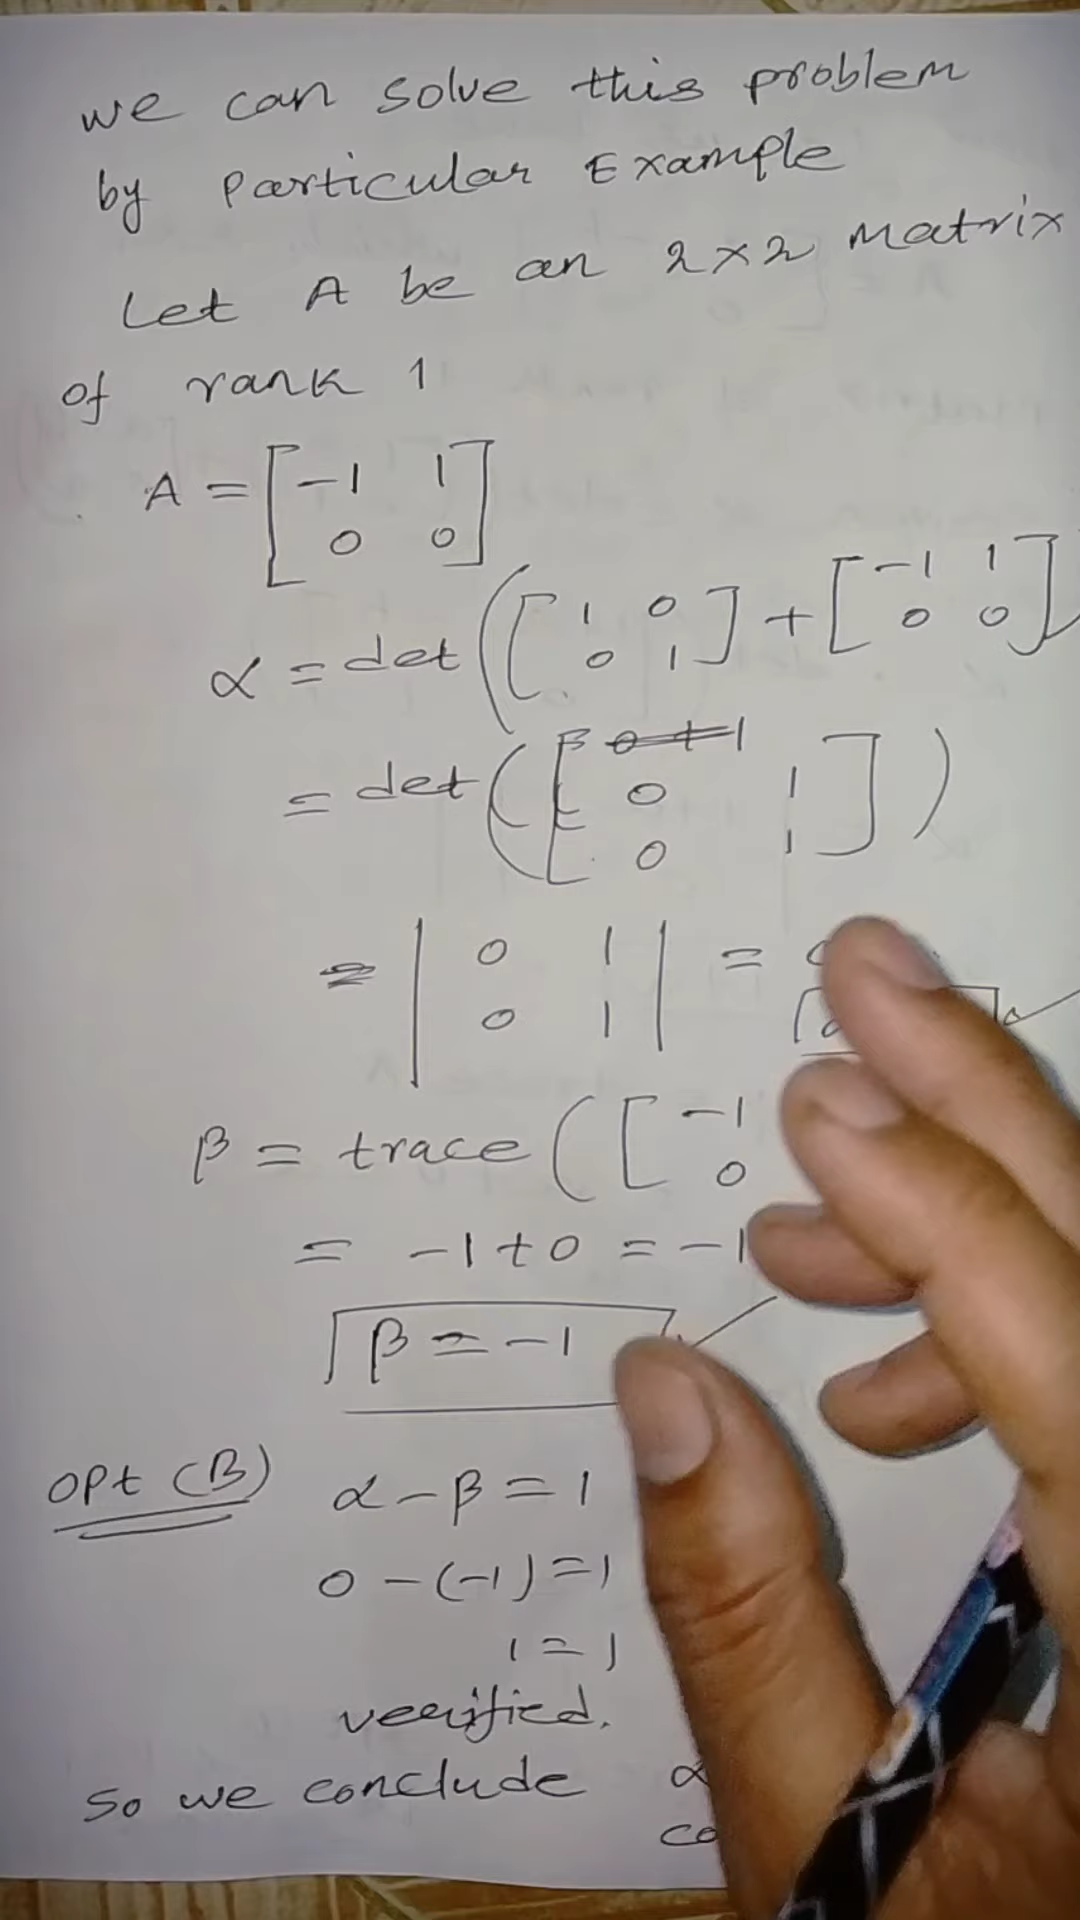 we can solve this problem
by particular Example
Let A be an 2×2 Matrix
of rank 1
A = [ -1 1
0 0 ]
α = det ( [ 1 0
0 1 ] + [ -1 1
0 0 ]
= det ( [ 0 1
0 1 ] )
= | 0 1
0 1 | =
β = trace ( [ -1
0
= -1 + 0 = -1
β = -1
OPt (B) α - β = 1
0 - (-1) = 1
1 = 1
verified.
So we conclude α